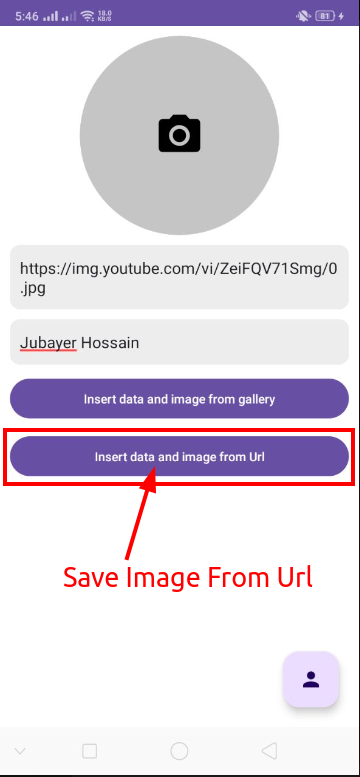 5:46
18.0
KB/S
81
https://img.youtube.com/vi/ZeiFQV71Smg/0
.jpg
Jubayer Hossain
Insert data and image from gallery
Insert data and image from Url
Save Image From Url